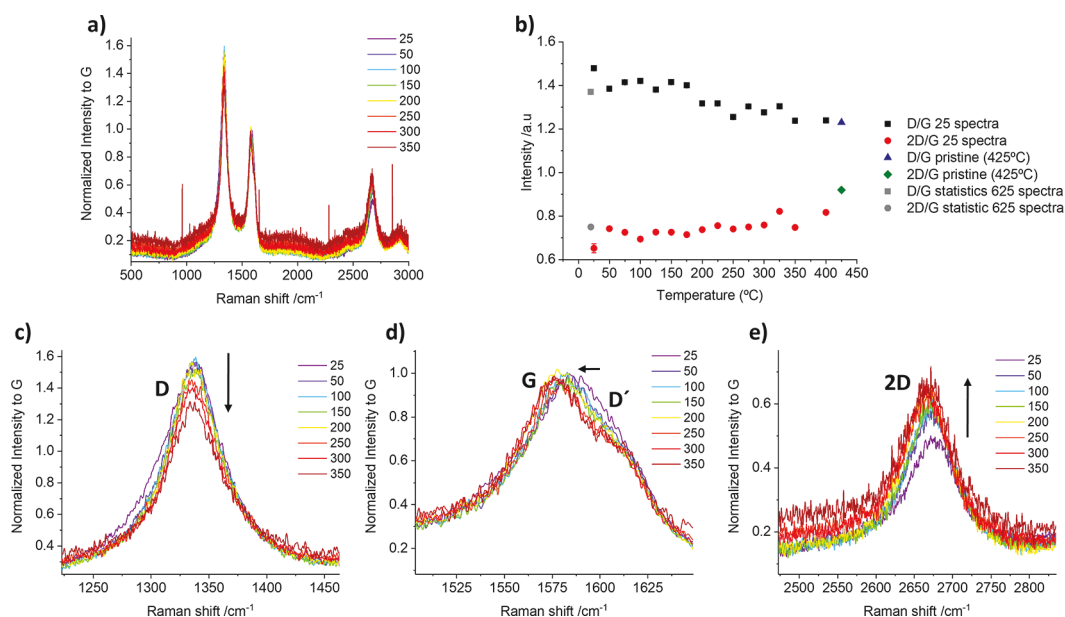 a)
Normalized Intensity to G
1.6
1.4
1.2
1.0
0.8
0.6
0.4
0.2
500
1000
1500
2000
2500
3000
Raman shift /cm-1
25
50
100
150
200
250
300
350
b)
Intensity /a.u
1.6
1.4
1.2
1.0
0.8
0.6
0 50 100 150 200 250 300 350 400 450
Temperature (ºC)
D/G 25 spectra
2D/G 25 spectra
D/G pristine (425ºC)
2D/G pristine (425ºC)
D/G statistics 625 spectra
2D/G statistic 625 spectra
c)
Normalized Intensity to G
1.6
1.4
1.2
1.0
0.8
0.6
0.4
D
1250
1300
1350
1400
1450
Raman shift /cm-1
25
50
100
150
200
250
300
350
d)
Normalized Intensity to G
1.0
0.8
0.6
0.4
0.2
G
D´
1525
1550
1575
1600
1625
Raman shift /cm-1
25
50
100
150
200
250
300
350
e)
Normalized Intensity to G
0.6
0.4
0.2
2D
2500 2550 2600 2650 2700 2750 2800
Raman shift /cm-1
25
50
100
150
200
250
300
350